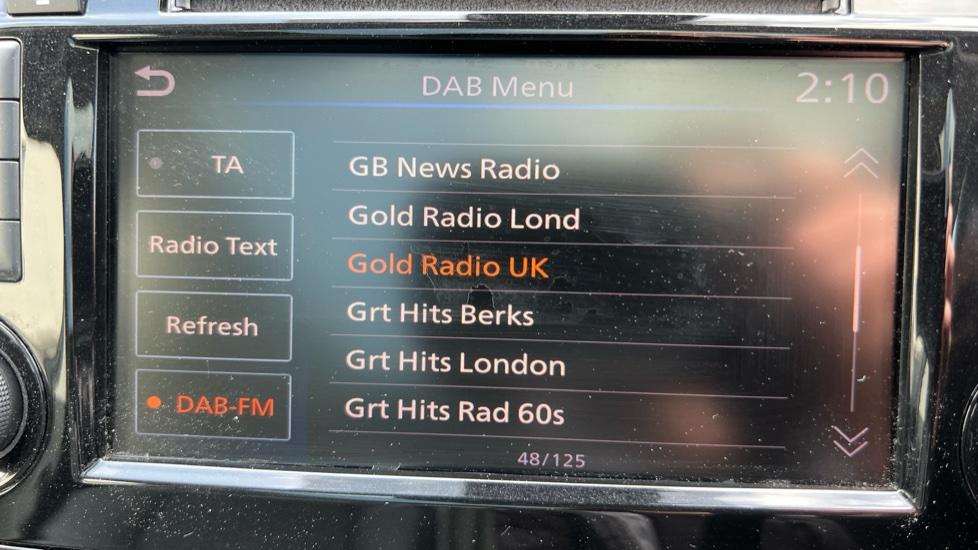 DAB Menu
2:10
TA
Radio Text
Refresh
DAB-FM
GB News Radio
Gold Radio Lond
Gold Radio UK
Grt Hits Berks
Grt Hits London
Grt Hits Rad 60s
48/125